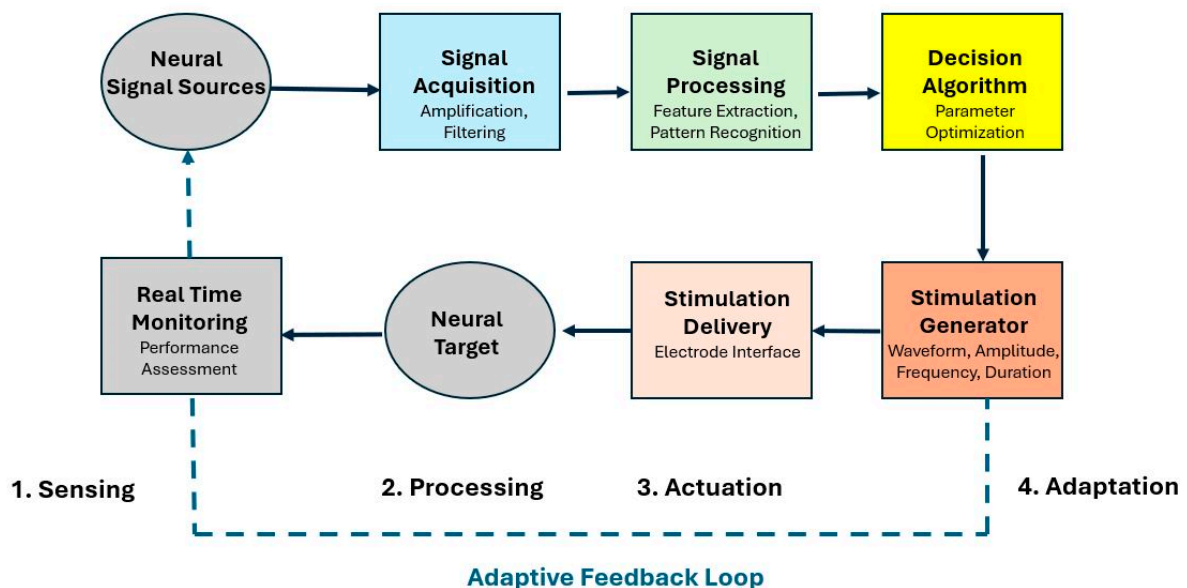 Neural
Signal Sources
Signal
Acquisition
Amplification,
Filtering
Signal
Processing
Feature Extraction,
Pattern Recognition
Decision
Algorithm
Parameter
Optimization
Real Time
Monitoring
Performance
Assessment
Neural
Target
Stimulation
Delivery
Electrode Interface
Stimulation
Generator
Waveform, Amplitude,
Frequency, Duration
1. Sensing
2. Processing
3. Actuation
4. Adaptation
Adaptive Feedback Loop